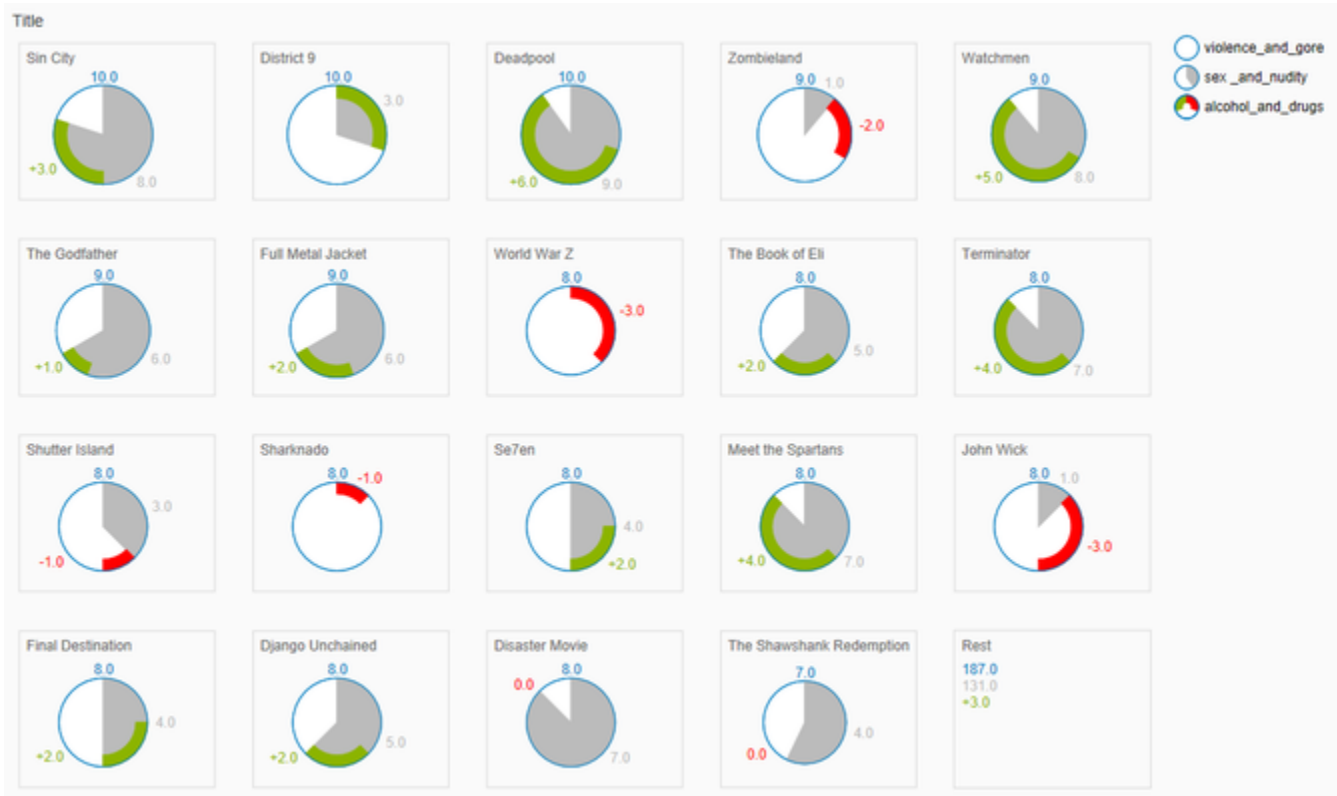 Title
Sin City
10.0
+3.0
8.0
District 9
10.0
3.0
Deadpool
10.0
+6.0
9.0
Zombieland
9.0
1.0
-2.0
Watchmen
9.0
+5.0
8.0
violence_and_gore
sex _and_nudity
alcohol_and_drugs
The Godfather
9.0
+1.0
6.0
Full Metal Jacket
9.0
+2.0
6.0
World War Z
8.0
-3.0
The Book of Eli
8.0
+2.0
5.0
Terminator
8.0
+4.0
7.0
Shutter Island
8.0
3.0
-1.0
Sharknado
8.0
-1.0
Se7en
8.0
4.0
+2.0
Meet the Spartans
8.0
+4.0
7.0
John Wick
8.0
1.0
-3.0
Final Destination
8.0
4.0
+2.0
Django Unchained
8.0
5.0
+2.0
Disaster Movie
8.0
0.0
7.0
The Shawshank Redemption
7.0
4.0
0.0
Rest
187.0
131.0
+3.0